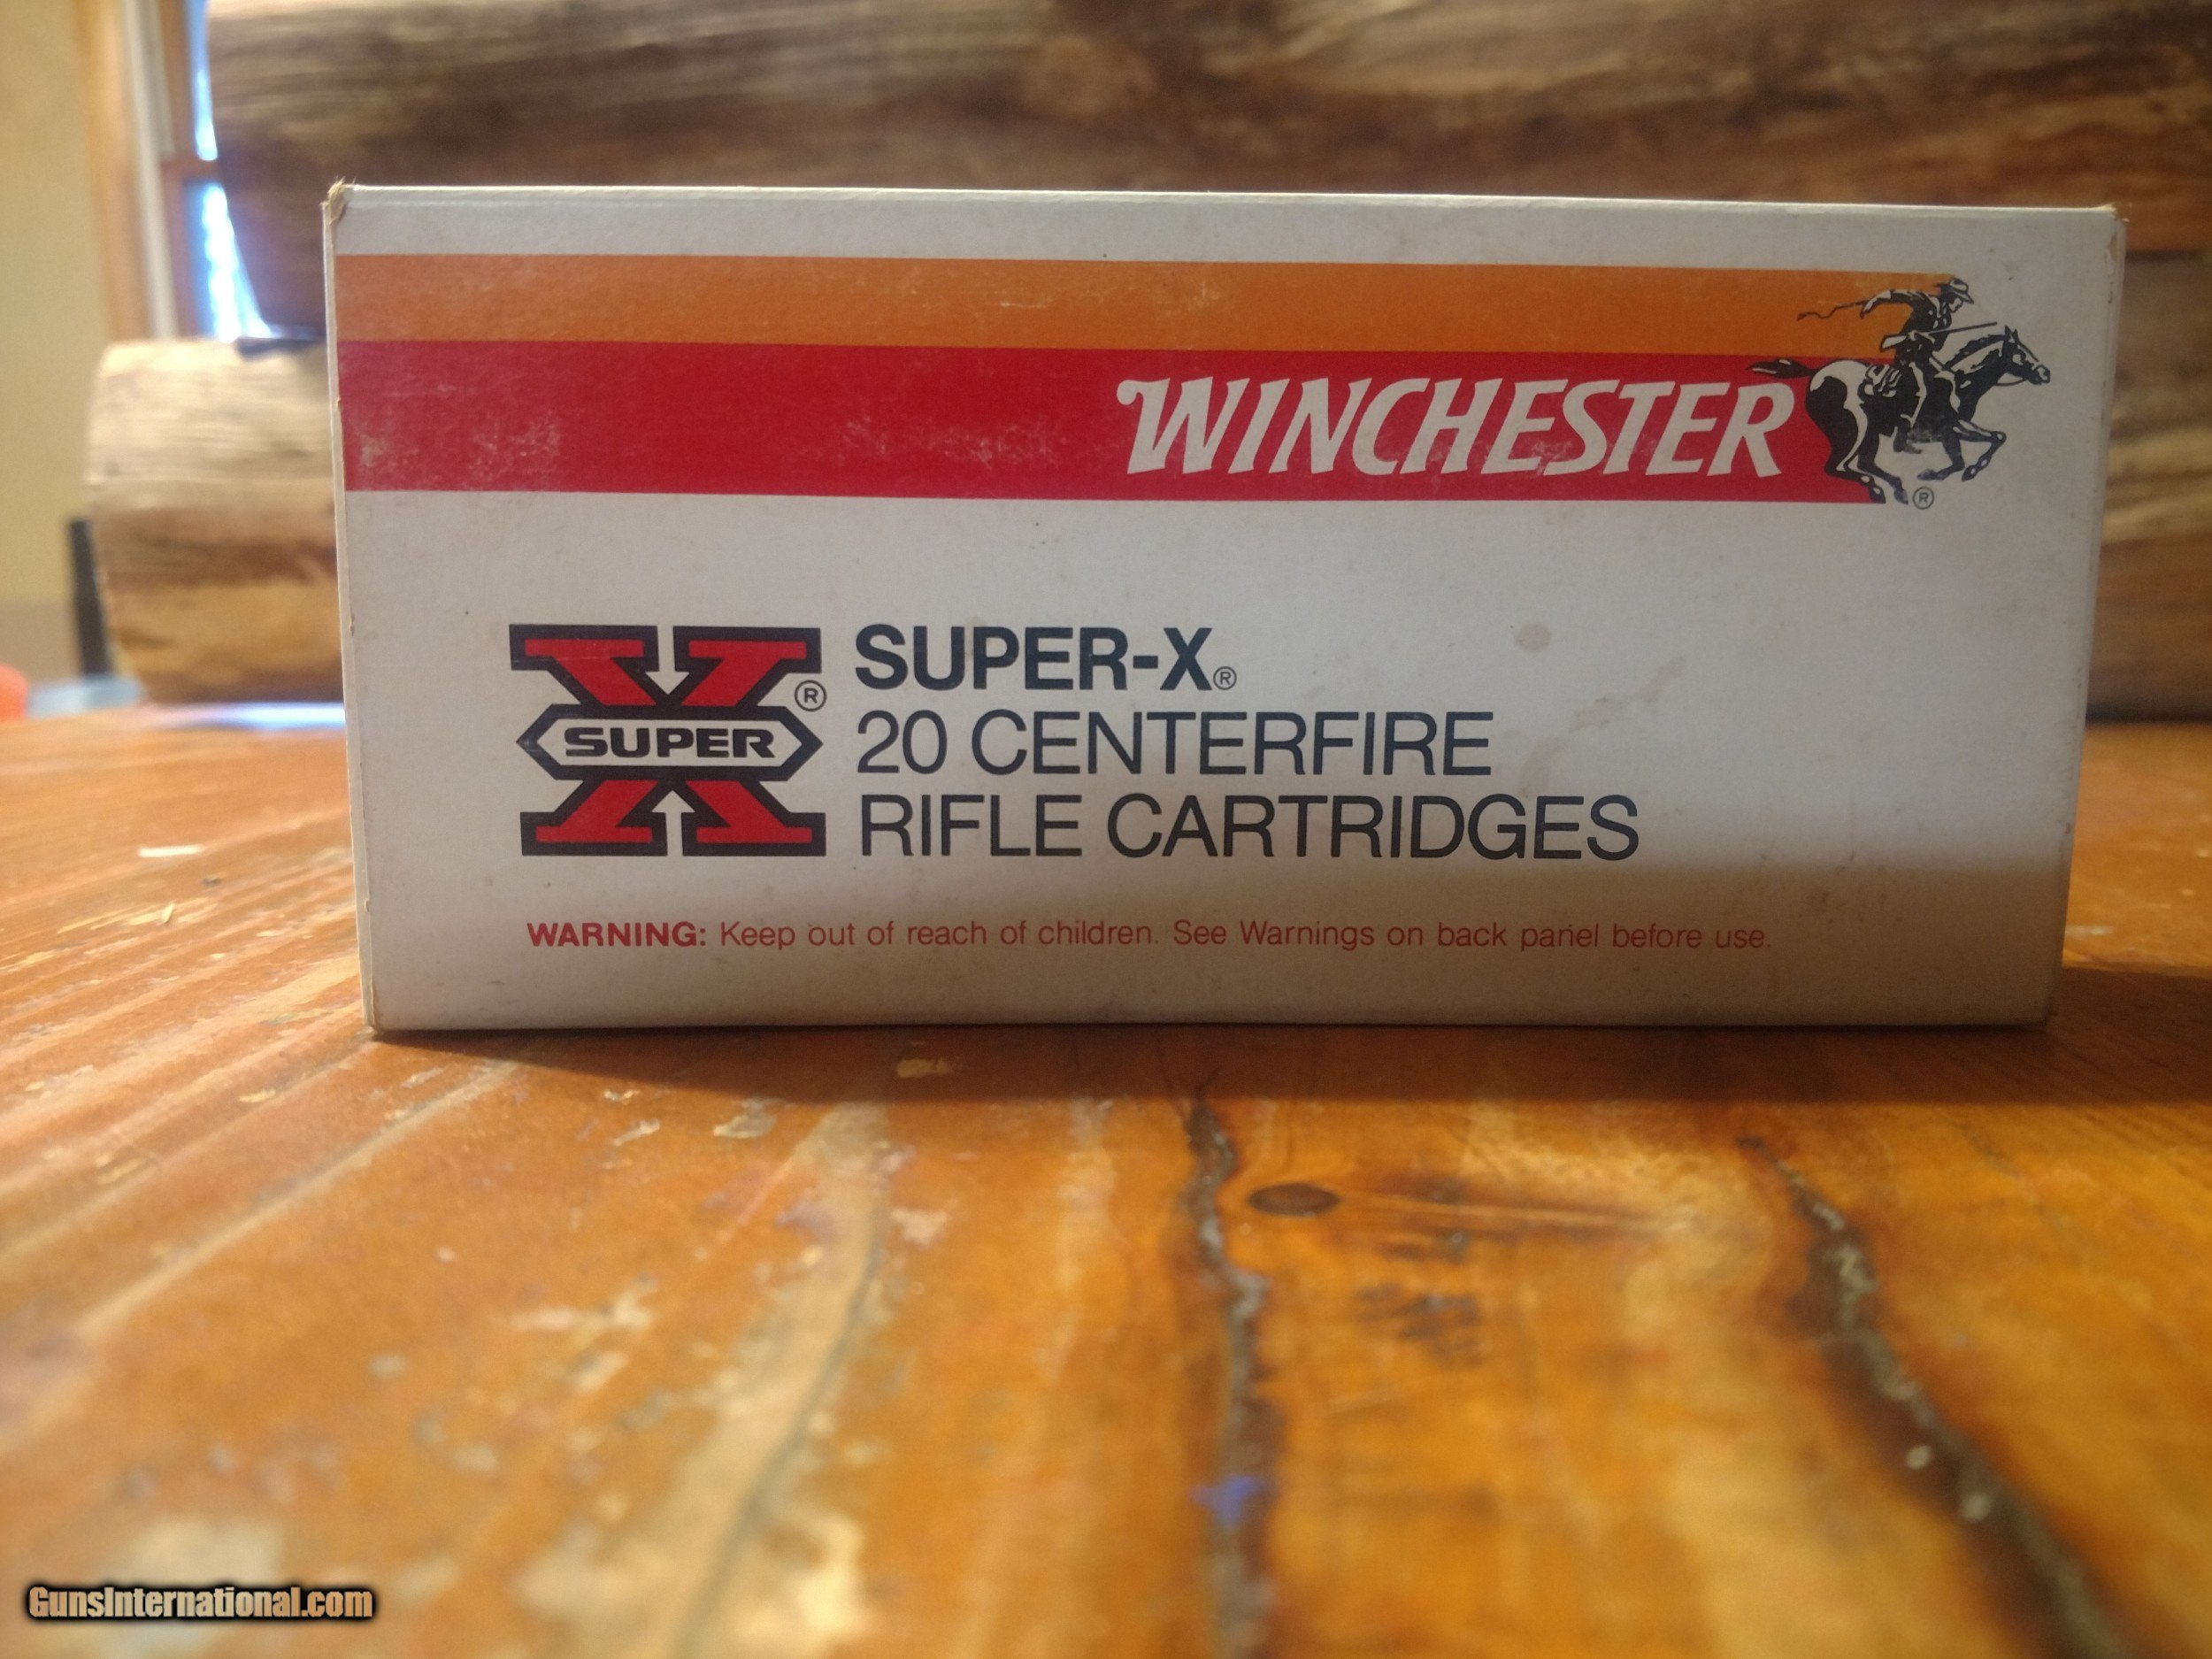 WINCHESTER ®
SUPER ®
SUPER-X®
20 CENTERFIRE
RIFLE CARTRIDGES
WARNING: Keep out of reach of children. See Warnings on back panel before use.
GunsInternational.com